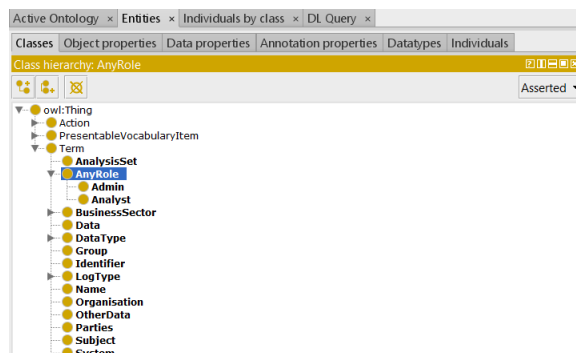 Active Ontology × Entities × Individuals by class × DL Query ×
Classes Object properties Data properties Annotation properties Datatypes Individuals
Class hierarchy: AnyRole
Asserted
owl:Thing
Action
PresentableVocabularyItem
Term
AnalysisSet
AnyRole
Admin
Analyst
BusinessSector
Data
DataType
Group
Identifier
LogType
Name
Organisation
OtherData
Parties
Subject
System